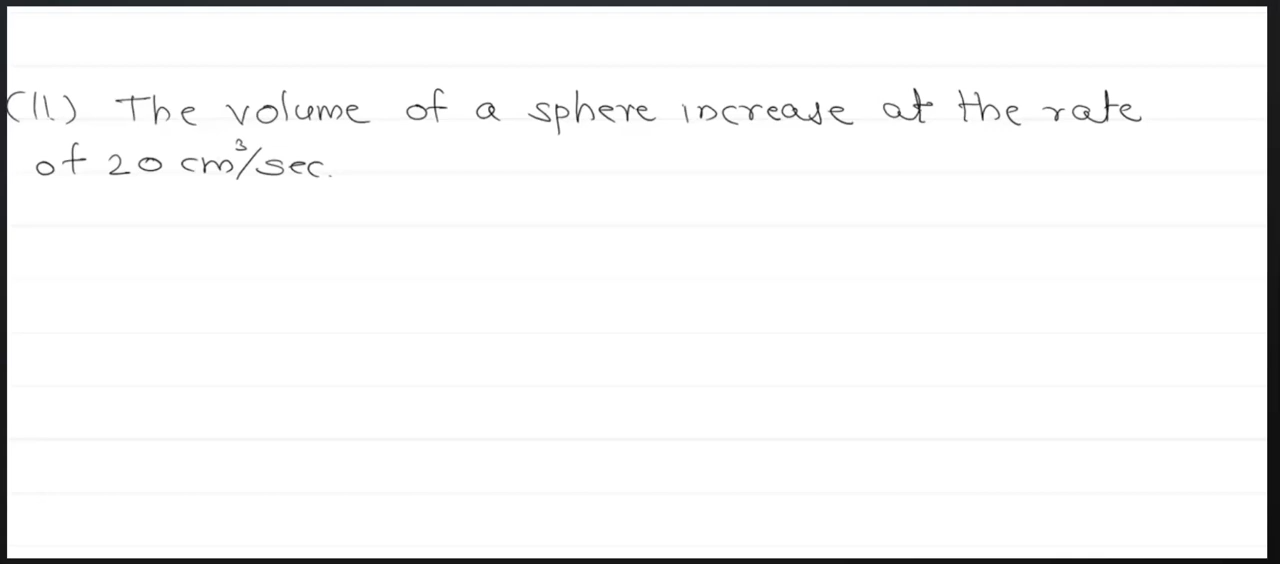 (11.) The volume of a sphere increase at the rate
of 20 cm³/sec.